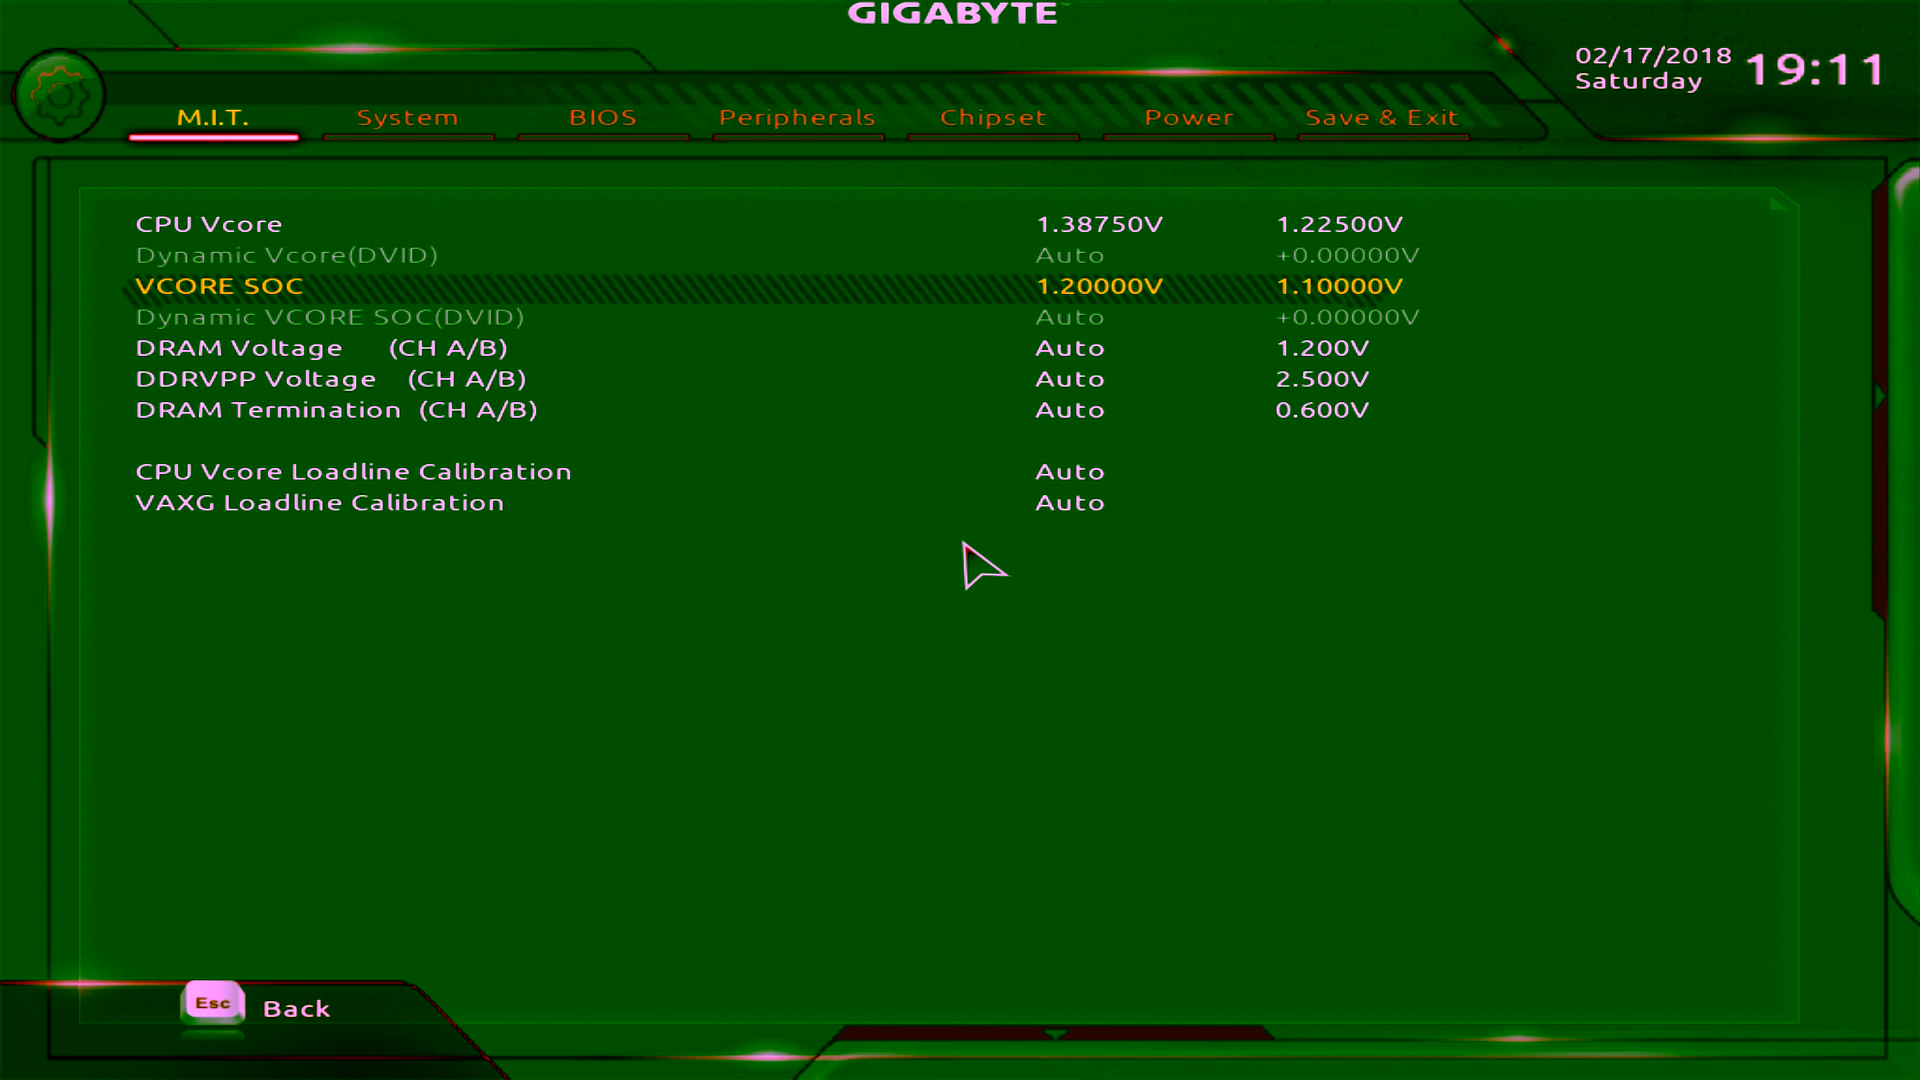 GIGABYTE
02/17/2018
Saturday
19:11
M.I.T. System BIOS Peripherals Chipset Power Save & Exit
CPU Vcore 1.38750V 1.22500V
Dynamic Vcore(DVID) Auto +0.00000V
VCORE SOC 1.20000V 1.10000V
Dynamic VCORE SOC(DVID) Auto +0.00000V
DRAM Voltage (CH A/B) Auto 1.200V
DDRVPP Voltage (CH A/B) Auto 2.500V
DRAM Termination (CH A/B) Auto 0.600V
CPU Vcore Loadline Calibration Auto
VAXG Loadline Calibration Auto
Esc Back